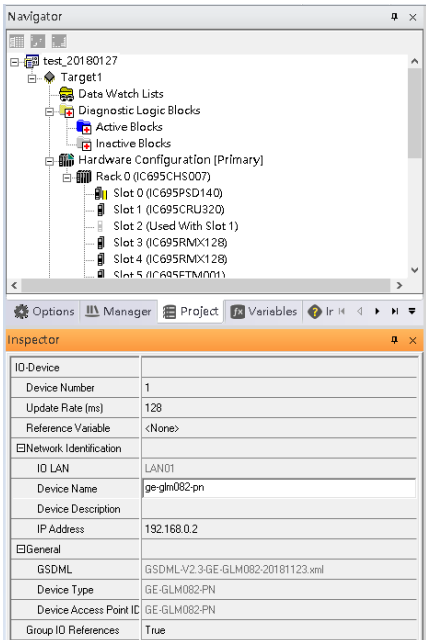 Navigator
test_20180127
Target1
Data Watch Lists
Diagnostic Logic Blocks
Active Blocks
Inactive Blocks
Hardware Configuration [Primary]
Rack 0 (IC695CHS007)
Slot 0 (IC695PSD140)
Slot 1 (IC695CRU320)
Slot 2 (Used With Slot 1)
Slot 3 (IC695RMX128)
Slot 4 (IC695RMX128)
Slot 5 (IC695ETM001)
Options Manager Project Variables Ir
Inspector
IO-Device
Device Number 1
Update Rate (ms) 128
Reference Variable <None>
Network Identification
IO LAN LAN01
Device Name ge-glm082-pn
Device Description
IP Address 192.168.0.2
General
GSDML GSDML-V2.3-GE-GLM082-20181123.xml
Device Type GE-GLM082-PN
Device Access Point ID GE-GLM082-PN
Group IO References True